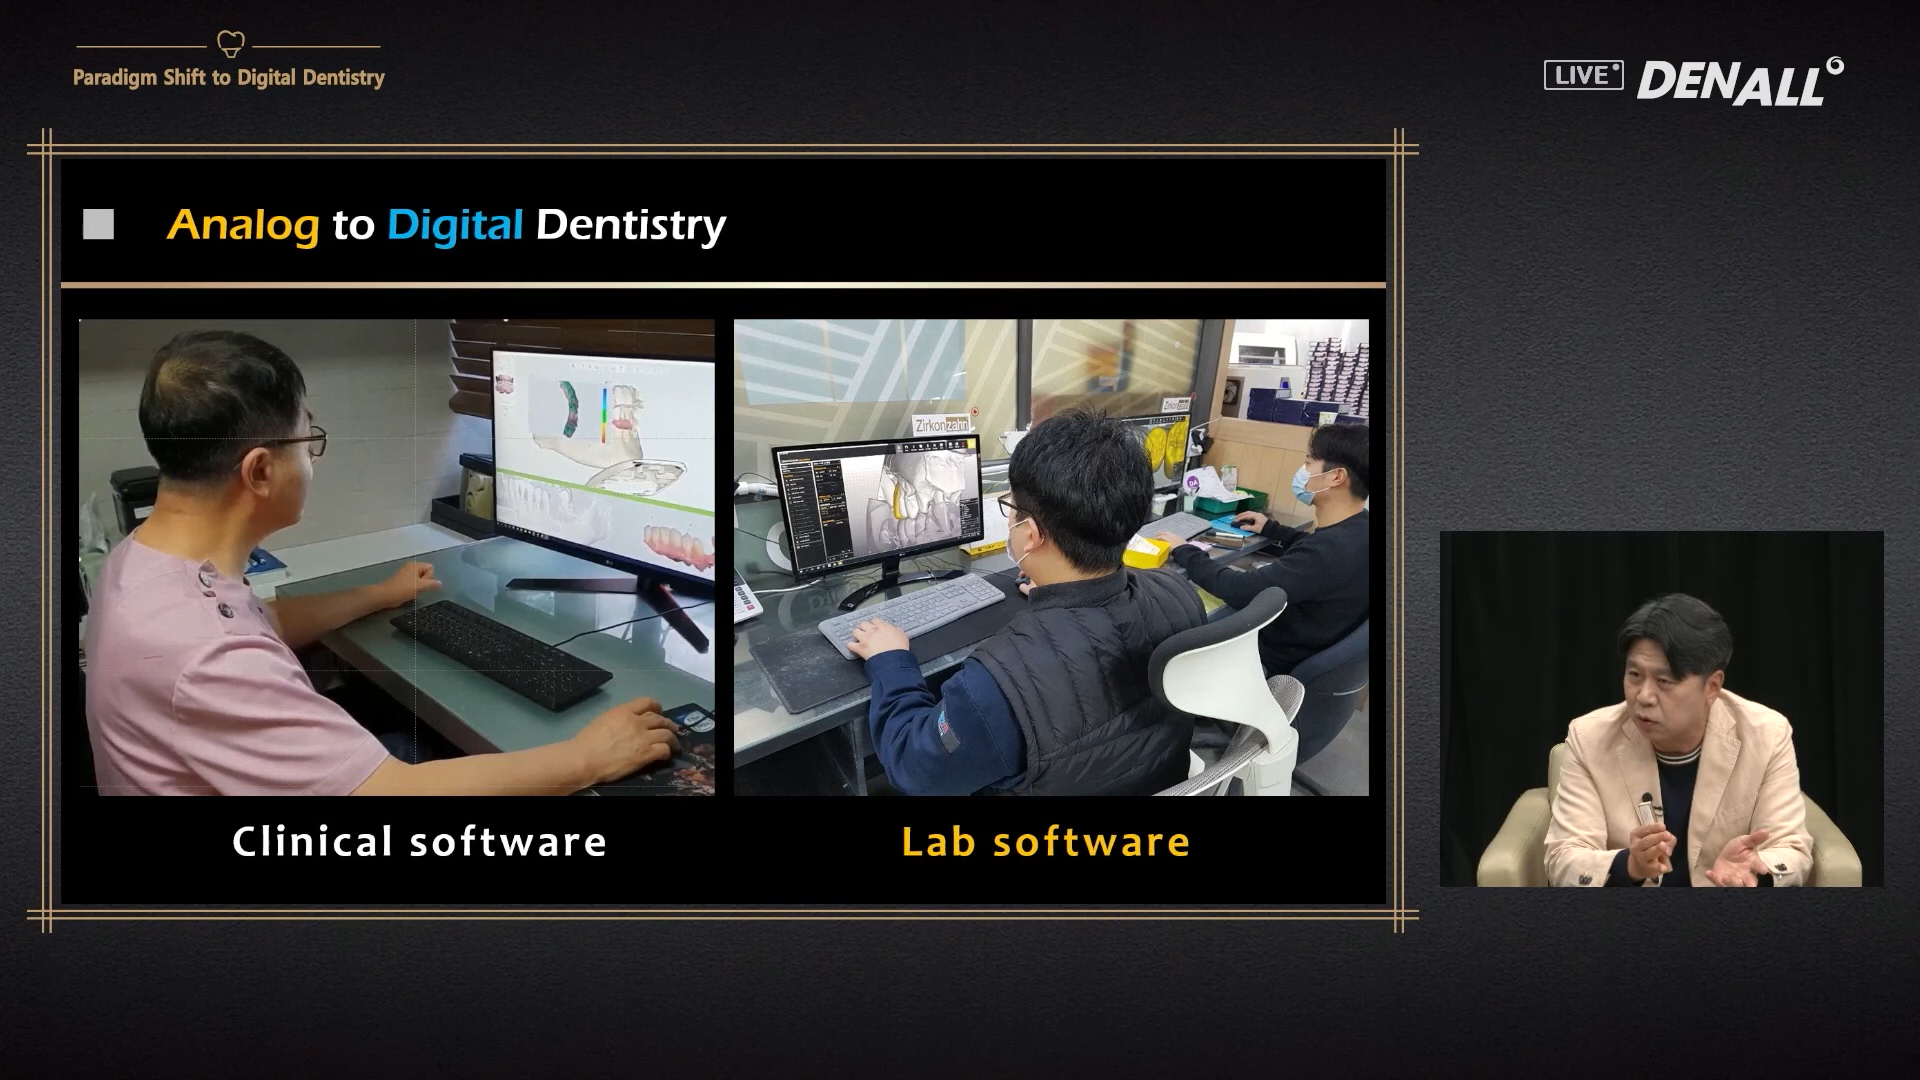 Paradigm Shift to Digital Dentistry
LIVE DENALL
Analog to Digital Dentistry
Zirkonzahn
Clinical software
Lab software